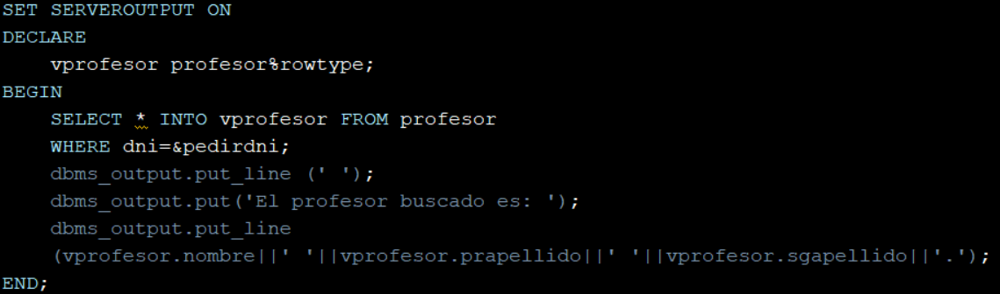 SET SERVEROUTPUT ON
DECLARE
    vprofesor profesor%rowtype;
BEGIN
    SELECT * INTO vprofesor FROM profesor
    WHERE dni=&pedirdni;
    dbms_output.put_line (' ');
    dbms_output.put('El profesor buscado es: ');
    dbms_output.put_line
    (vprofesor.nombre||' '||vprofesor.prapellido||' '||vprofesor.sgapellido||'.');
END;